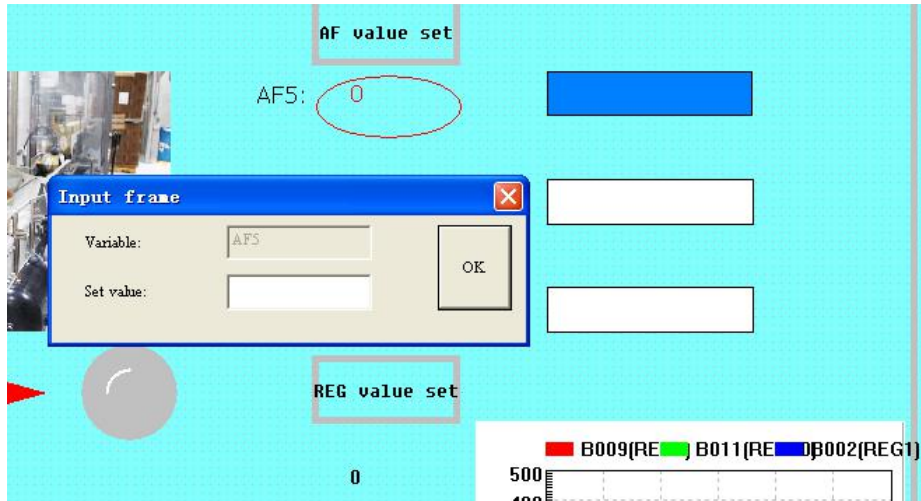 AF value set
AF5: 0
Input frame
Variable: AF5
Set value:
OK
REG value set
0
B009(RE ) B011(RE 0)B002(REG1)
500